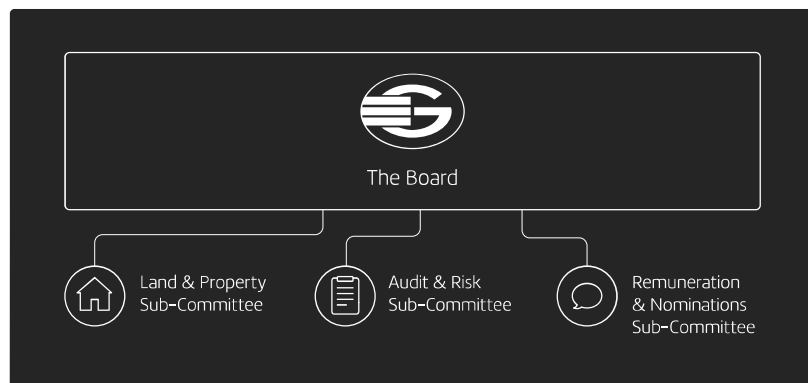 The Board
Land & Property
Sub-Committee
Audit & Risk
Sub-Committee
Remuneration
& Nominations
Sub-Committee